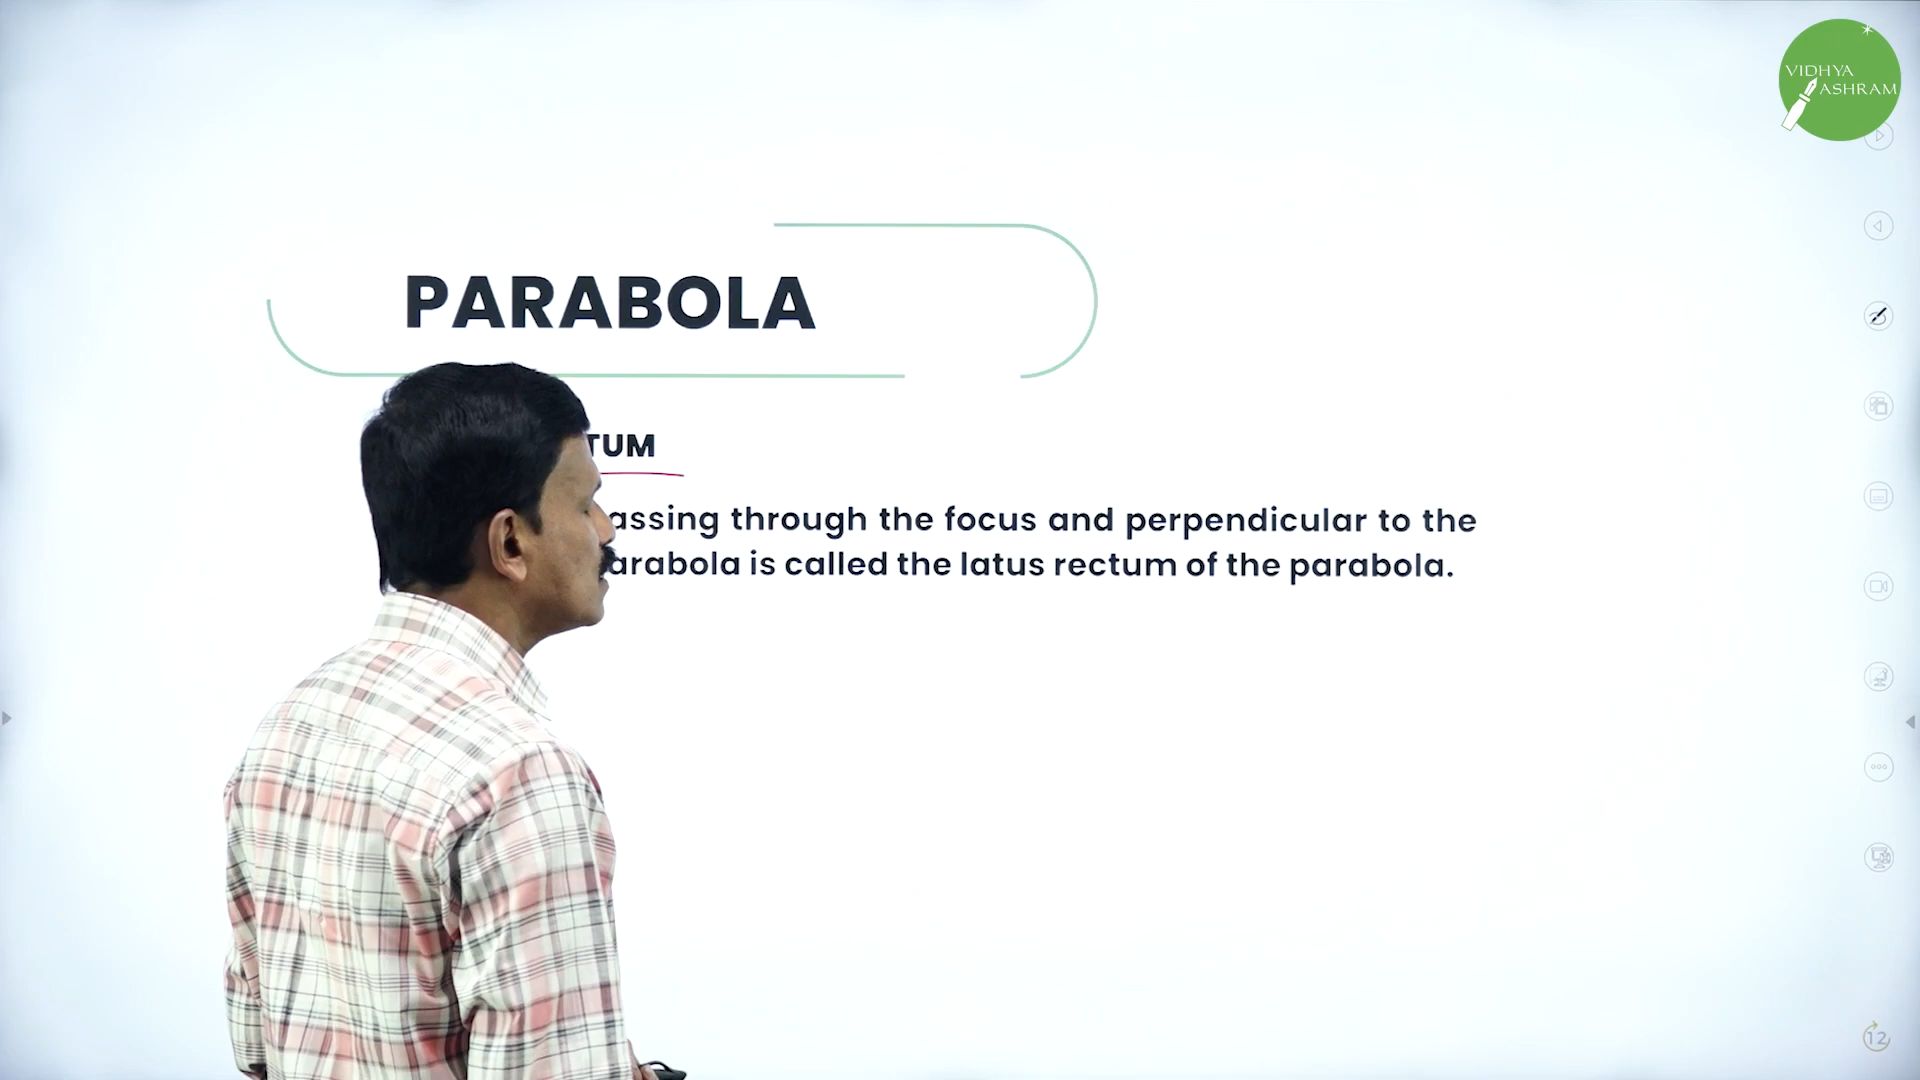 VIDHYA
ASHRAM
PARABOLA
TUM
assing through the focus and perpendicular to the
arabola is called the latus rectum of the parabola.
12